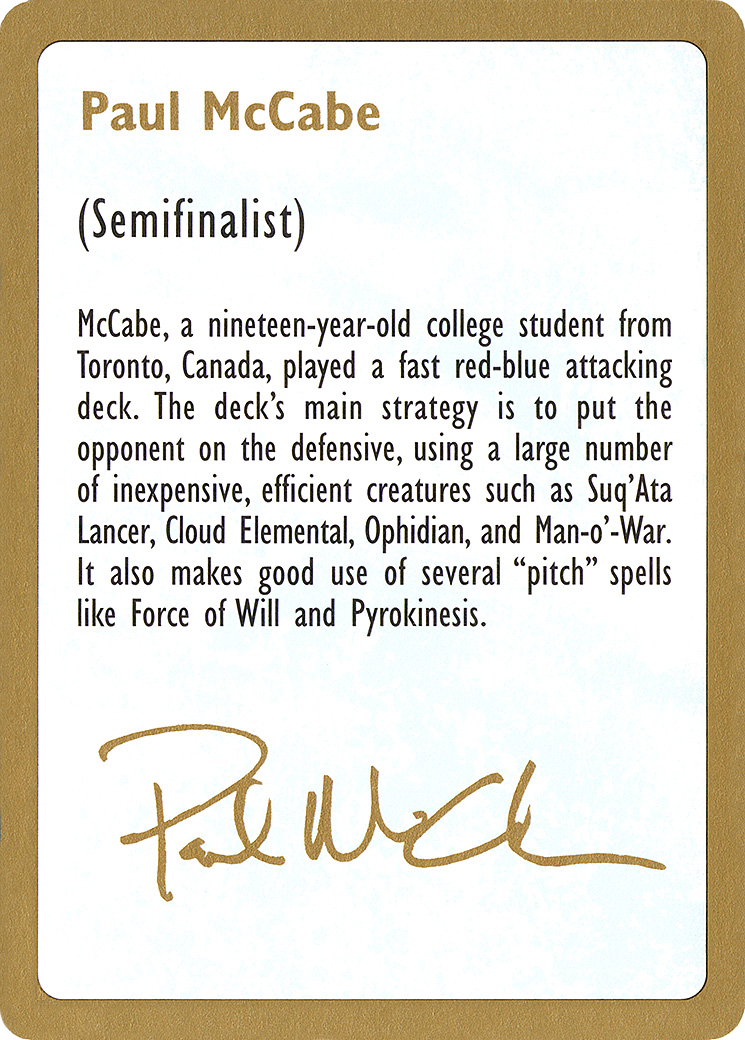 Paul McCabe
(Semifinalist)
McCabe, a nineteen-year-old college student from
Toronto, Canada, played a fast red-blue attacking
deck. The deck's main strategy is to put the
opponent on the defensive, using a large number
of inexpensive, efficient creatures such as Suq'Ata
Lancer, Cloud Elemental, Ophidian, and Man-o'-War.
It also makes good use of several “pitch” spells
like Force of Will and Pyrokinesis.
Paul McCabe